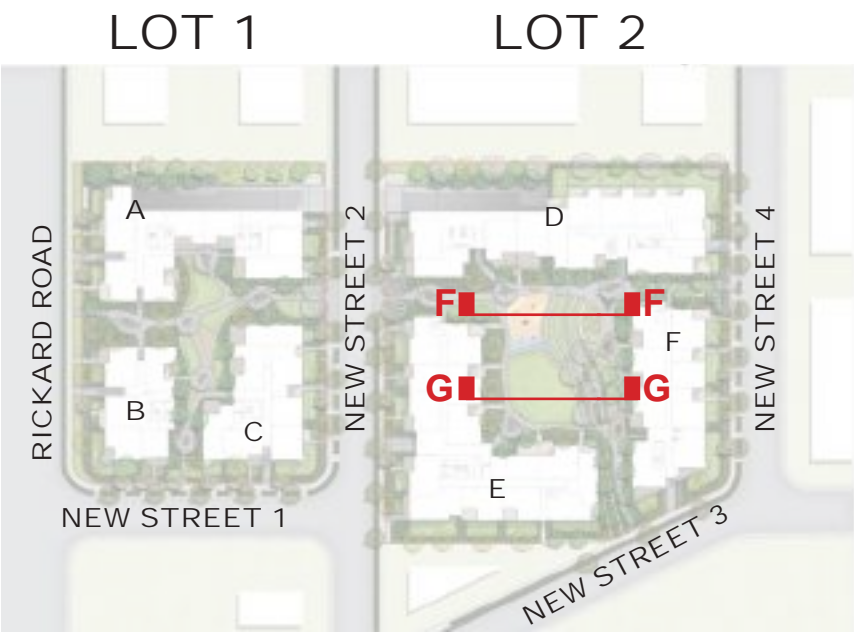 LOT 1
LOT 2
A
D
RICKARD ROAD
NEW STREET 2
NEW STREET 4
F F
F
G G
B
C
E
NEW STREET 1
NEW STREET 3